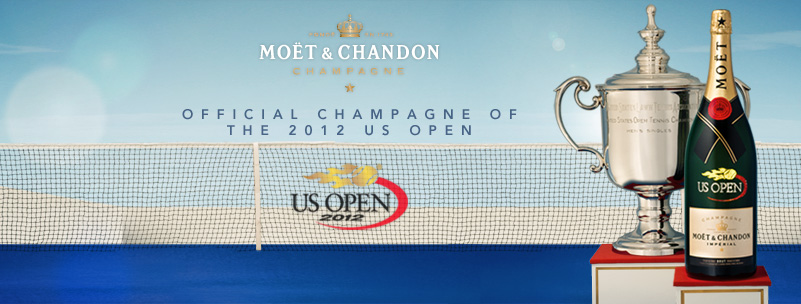 MOËT & CHANDON
CHAMPAGNE
OFFICIAL CHAMPAGNE OF
THE 2012 US OPEN
US OPEN
2012
MOËT
US OPEN
CHAMPAGNE
MOËT & CHANDON
IMPÉRIAL